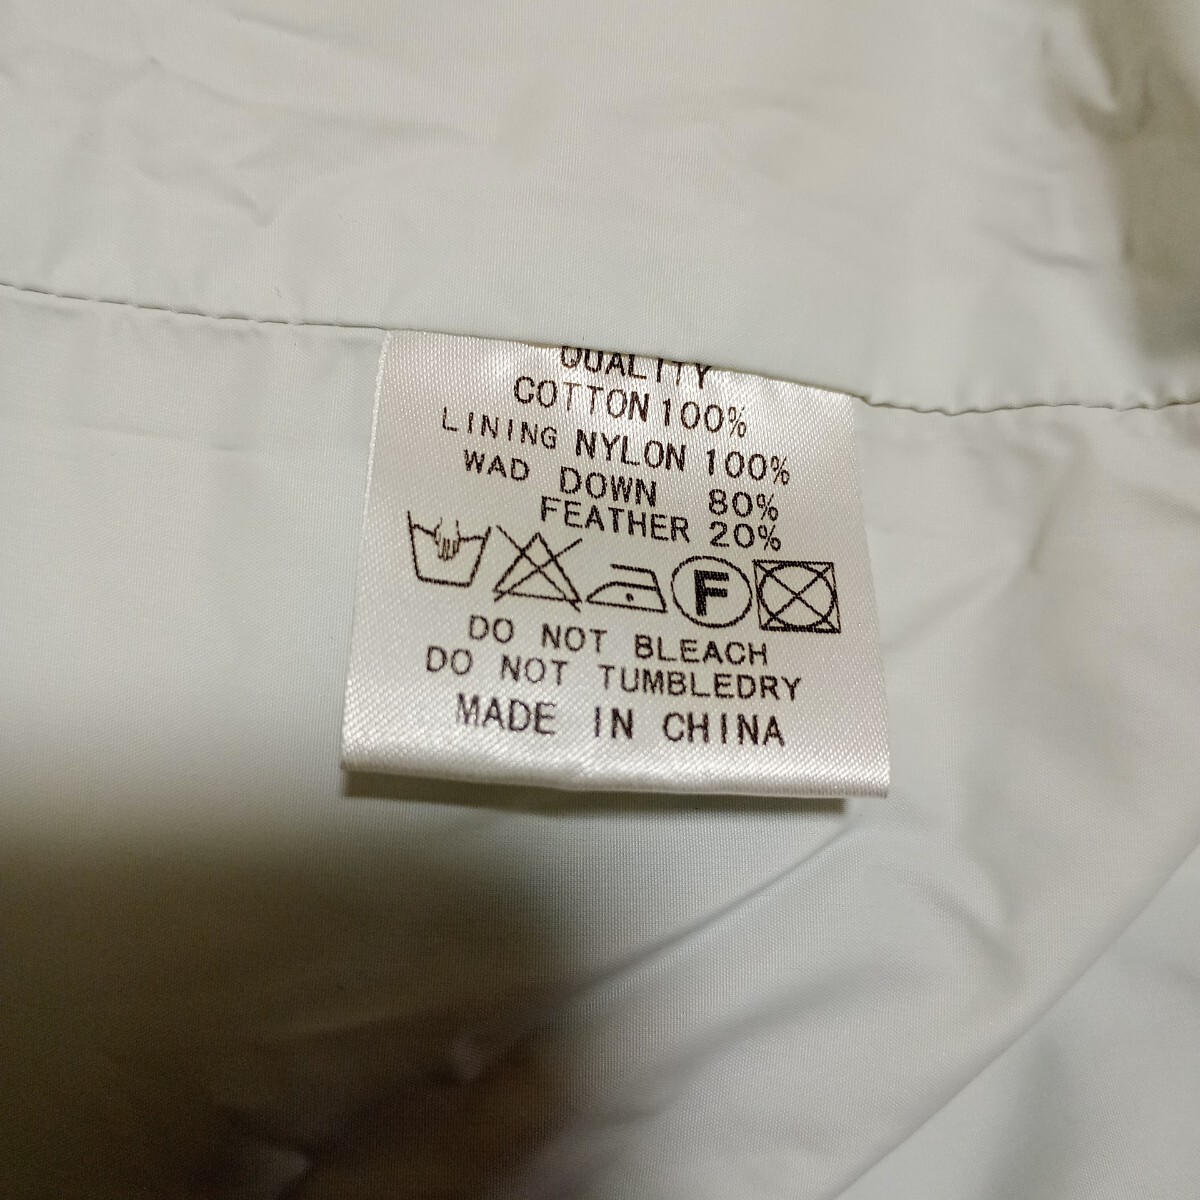 QUALITY
COTTON 100%
LINING NYLON 100%
WAD DOWN 80%
FEATHER 20%
F
DO NOT BLEACH
DO NOT TUMBLEDRY
MADE IN CHINA